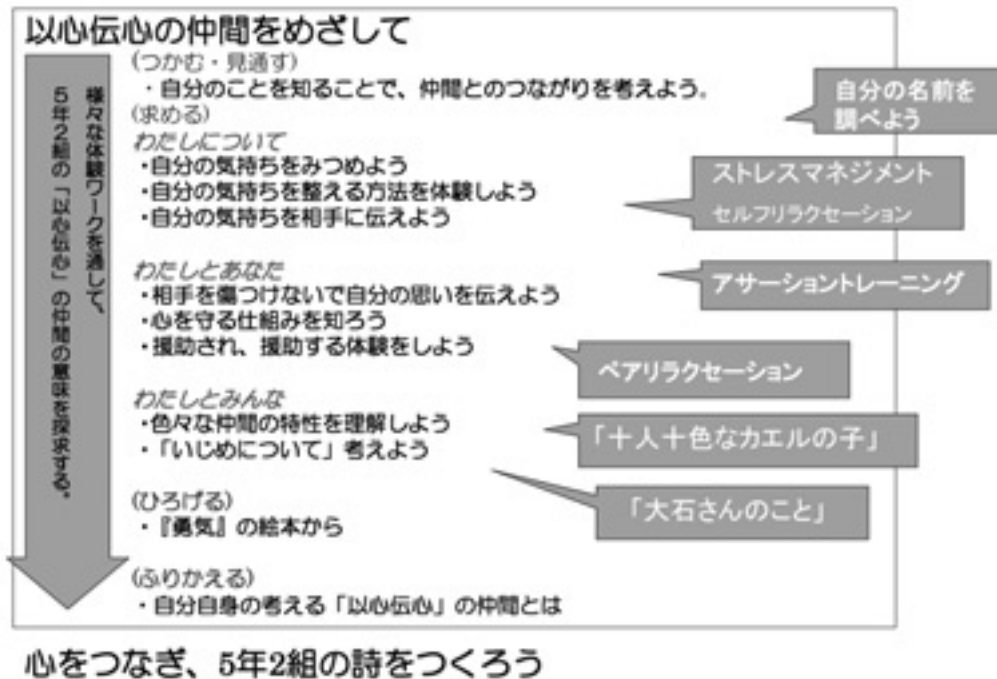 以心伝心の仲間をめざして
様々な体験ワークを通して、
5年2組の「以心伝心」の仲間の意味を探求する。
(つかむ・見通す)
・自分のことを知ることで、仲間とのつながりを考えよう。
自分の名前を
調べよう
(求める)
わたしについて
・自分の気持ちをみつめよう
・自分の気持ちを整える方法を体験しよう
・自分の気持ちを相手に伝えよう
ストレスマネジメント
セルフリラクセーション
わたしとあなた
・相手を傷つけないで自分の思いを伝えよう
・心を守る仕組みを知ろう
・援助され、援助する体験をしよう
アサーショントレーニング
ペアリラクセーション
わたしとみんな
・色々な仲間の特性を理解しよう
・「いじめについて」考えよう
「十人十色なカエルの子」
「大石さんのこと」
(ひろげる)
・『勇気』の絵本から
(ふりかえる)
・自分自身の考える「以心伝心」の仲間とは
心をつなぎ、5年2組の詩をつくろう